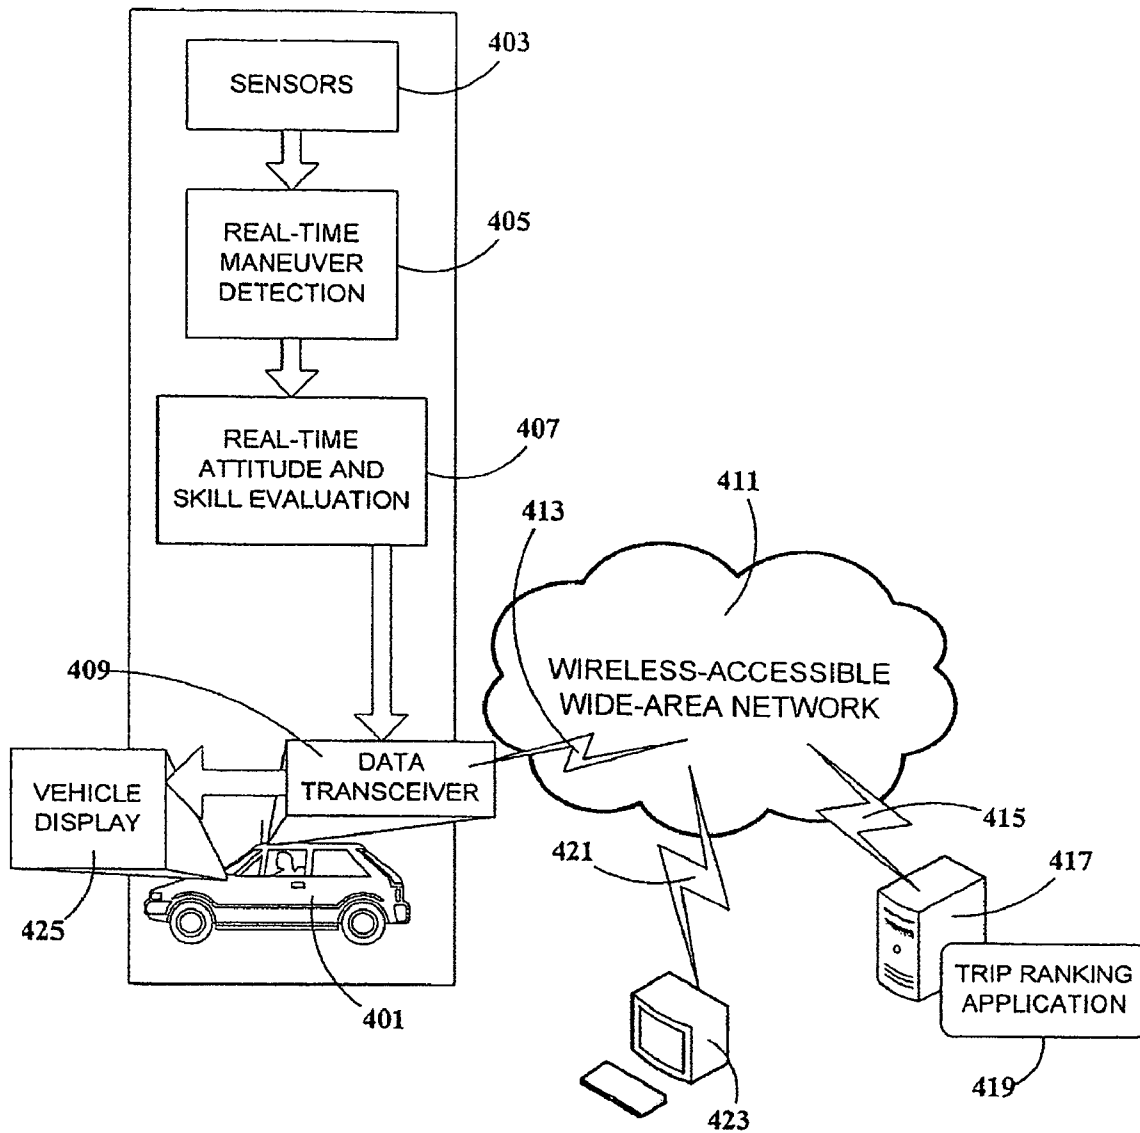 403
SENSORS
REAL-TIME
MANEUVER
DETECTION
405
REAL-TIME
ATTITUDE AND
SKILL EVALUATION
407
411
413
WIRELESS-ACCESSIBLE
WIDE-AREA NETWORK
409
DATA
TRANSCEIVER
VEHICLE
DISPLAY
415
421
417
425
TRIP RANKING
APPLICATION
401
419
423